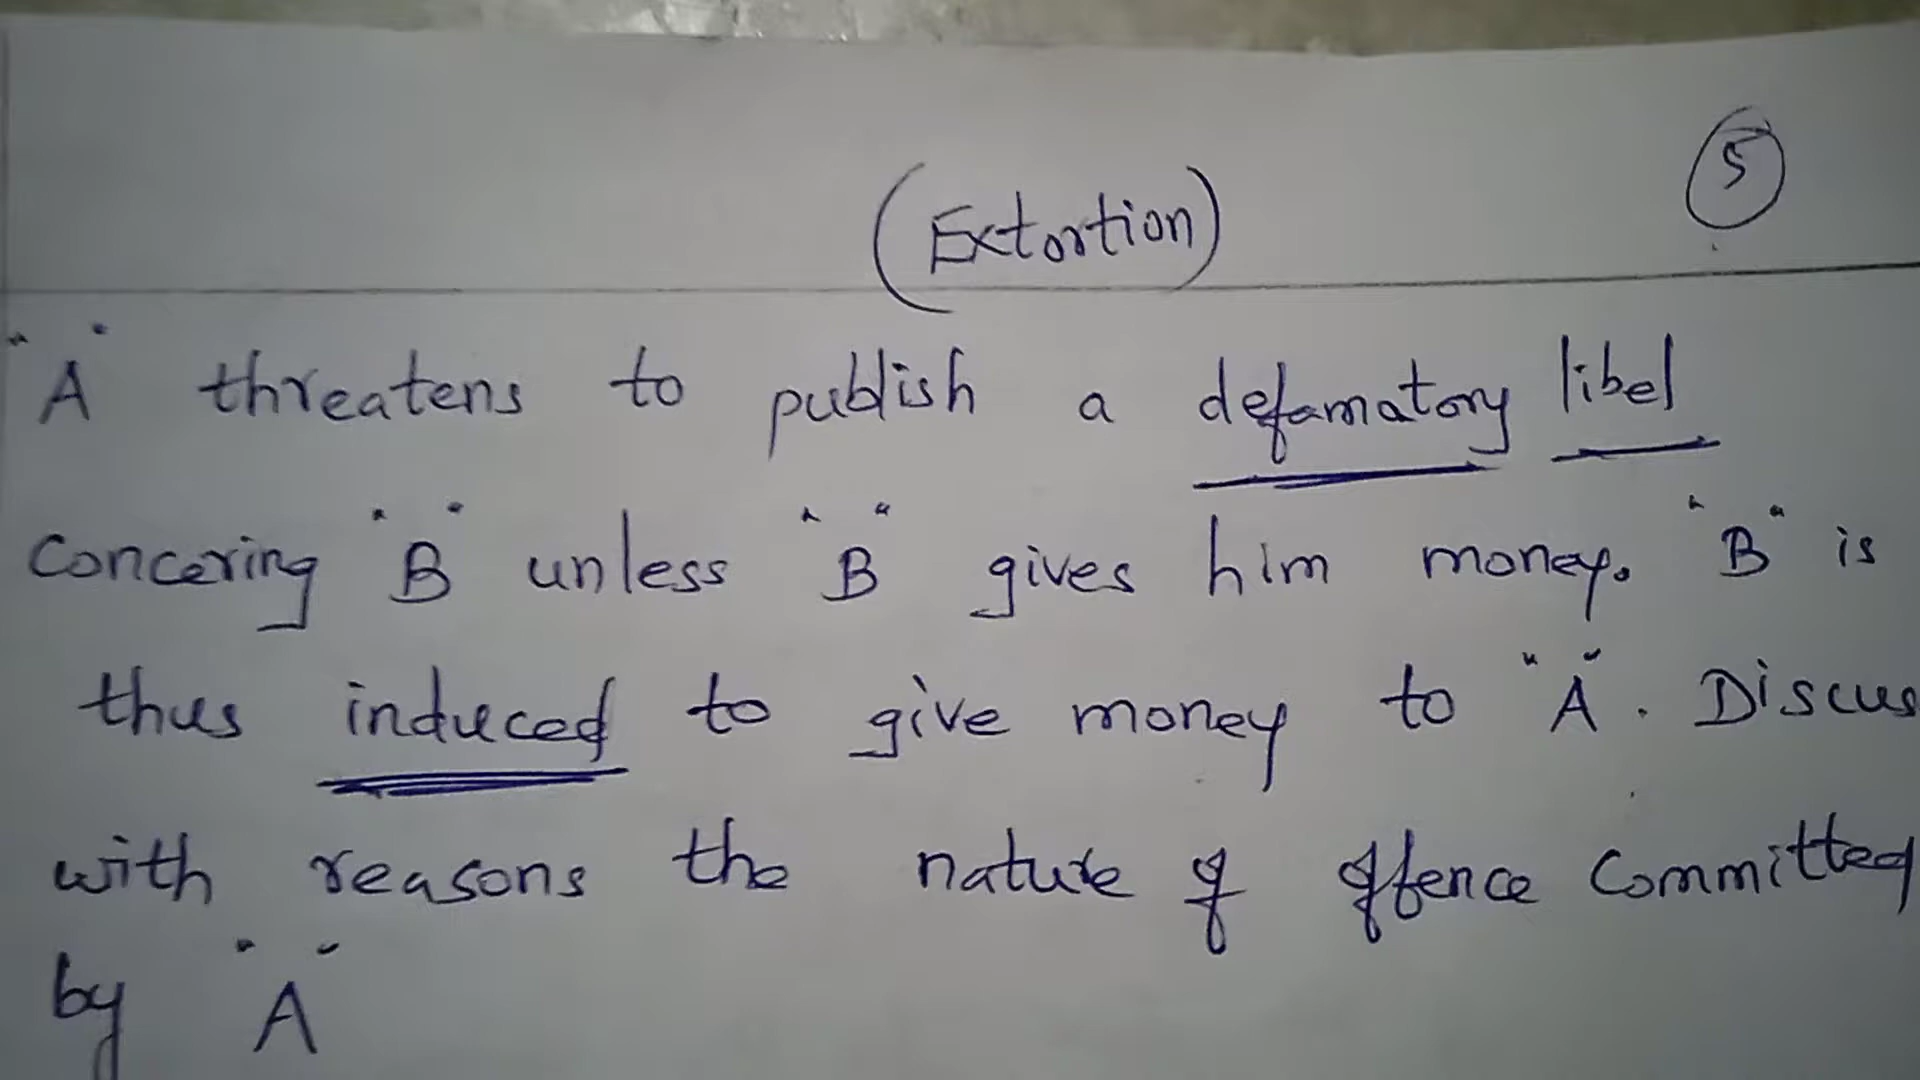 5
(Extortion)
"A" threatens to publish a defamatory libel
Concering "B" unless "B" gives him money. "B" is
thus induced to give money to "A". Discus
with reasons the nature of offence Committed
by "A"